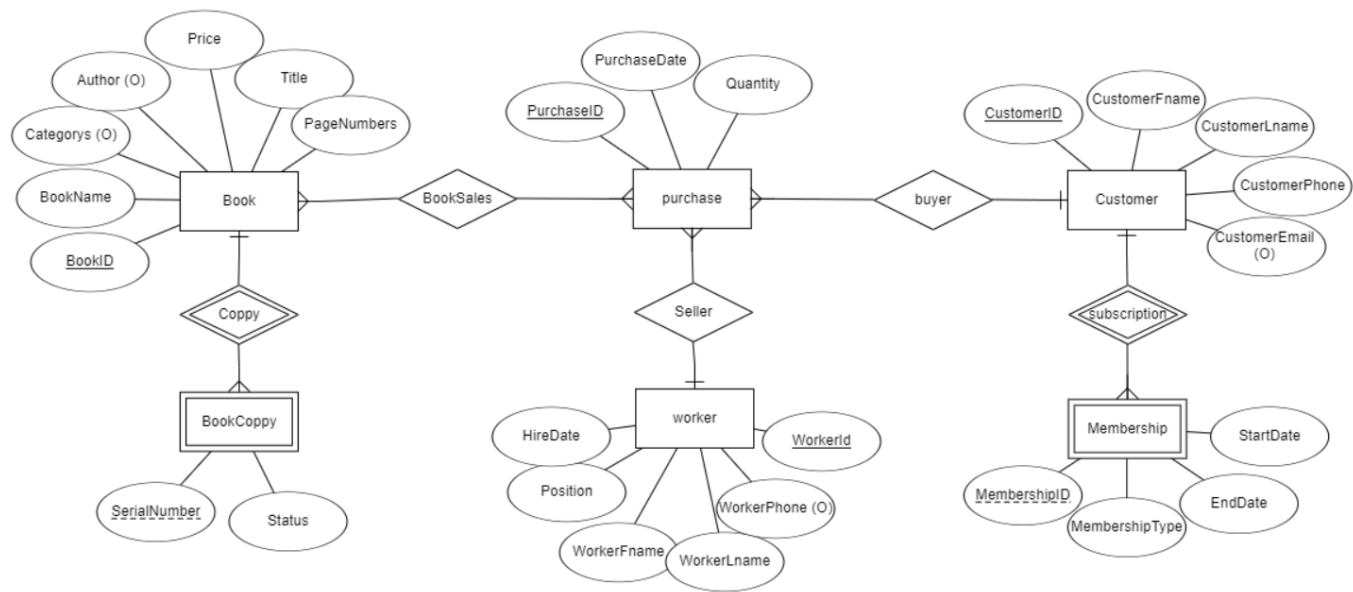 Price
PurchaseDate
Author (O)
Title
Quantity
CustomerFname
PurchaseID
CustomerID
PageNumbers
CustomerLname
Categorys (O)
CustomerPhone
BookName
Book
BookSales
purchase
buyer
Customer
CustomerEmail
(O)
BookID
Coppy
Seller
subscription
BookCoppy
worker
Membership
HireDate
WorkerId
StartDate
Position
MembershipID
SerialNumber
Status
WorkerPhone (O)
EndDate
MembershipType
WorkerFname
WorkerLname